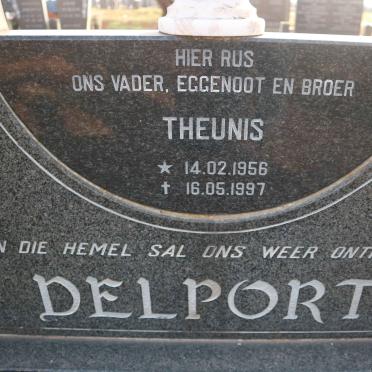 HIER RUS
ONS VADER, EGGENOOT EN BROER
THEUNIS
★ 14.02.1956
✝ 16.05.1997
N DIE HEMEL SAL ONS WEER ONT
DELPORT